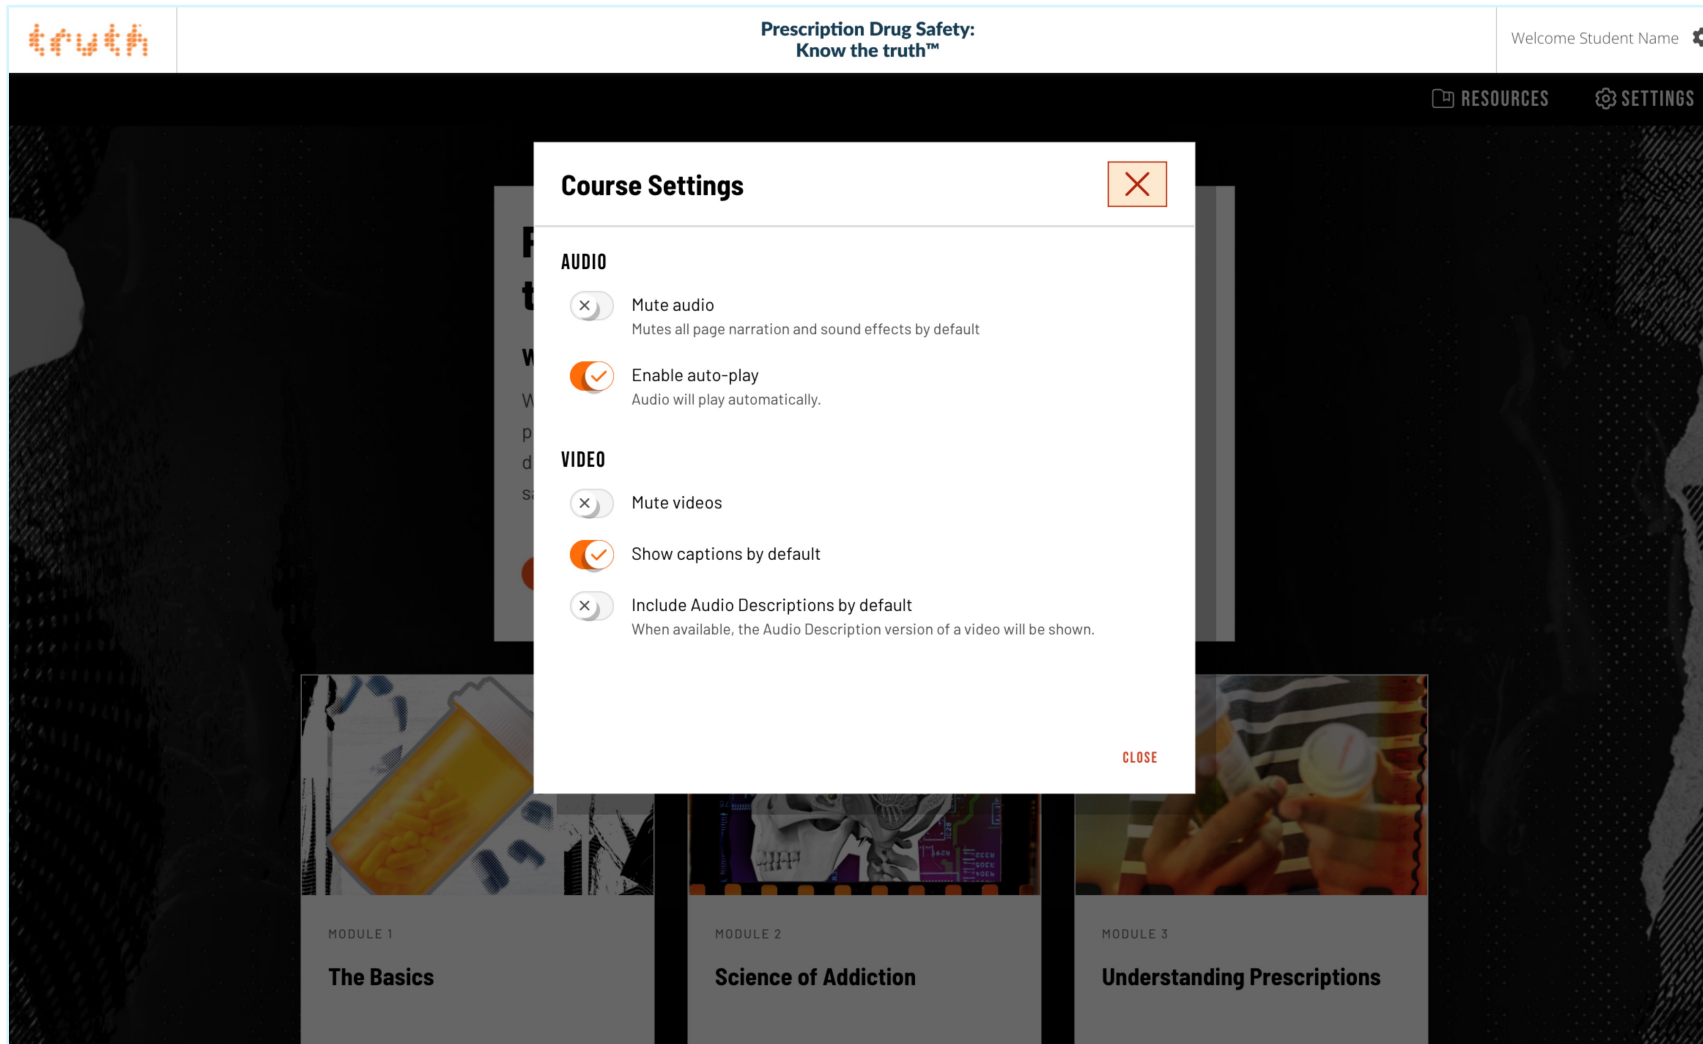 truth
Prescription Drug Safety:
Know the truth™
Welcome Student Name
RESOURCES
SETTINGS
Course Settings
AUDIO
Mute audio
Mutes all page narration and sound effects by default
Enable auto-play
Audio will play automatically.
VIDEO
Mute videos
Show captions by default
Include Audio Descriptions by default
When available, the Audio Description version of a video will be shown.
CLOSE
MODULE 1
The Basics
MODULE 2
Science of Addiction
MODULE 3
Understanding Prescriptions